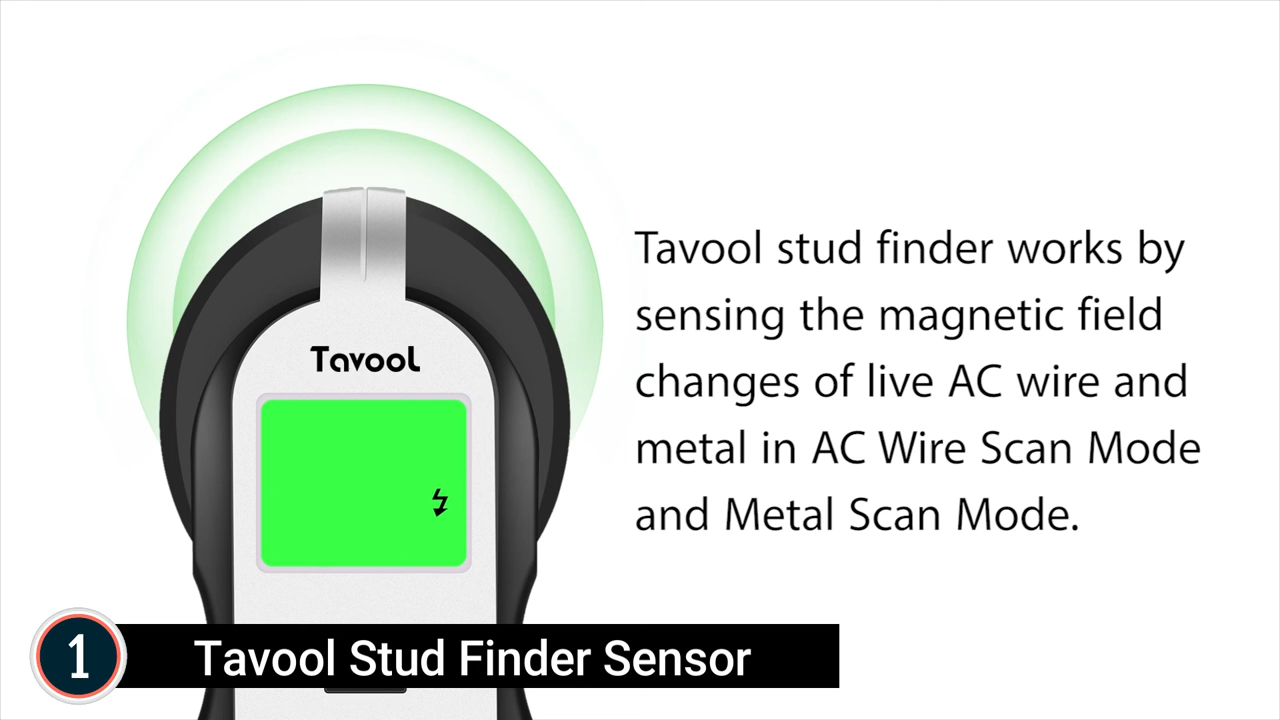 Tavool
Tavool stud finder works by
sensing the magnetic field
changes of live AC wire and
metal in AC Wire Scan Mode
and Metal Scan Mode.
1
Tavool Stud Finder Sensor